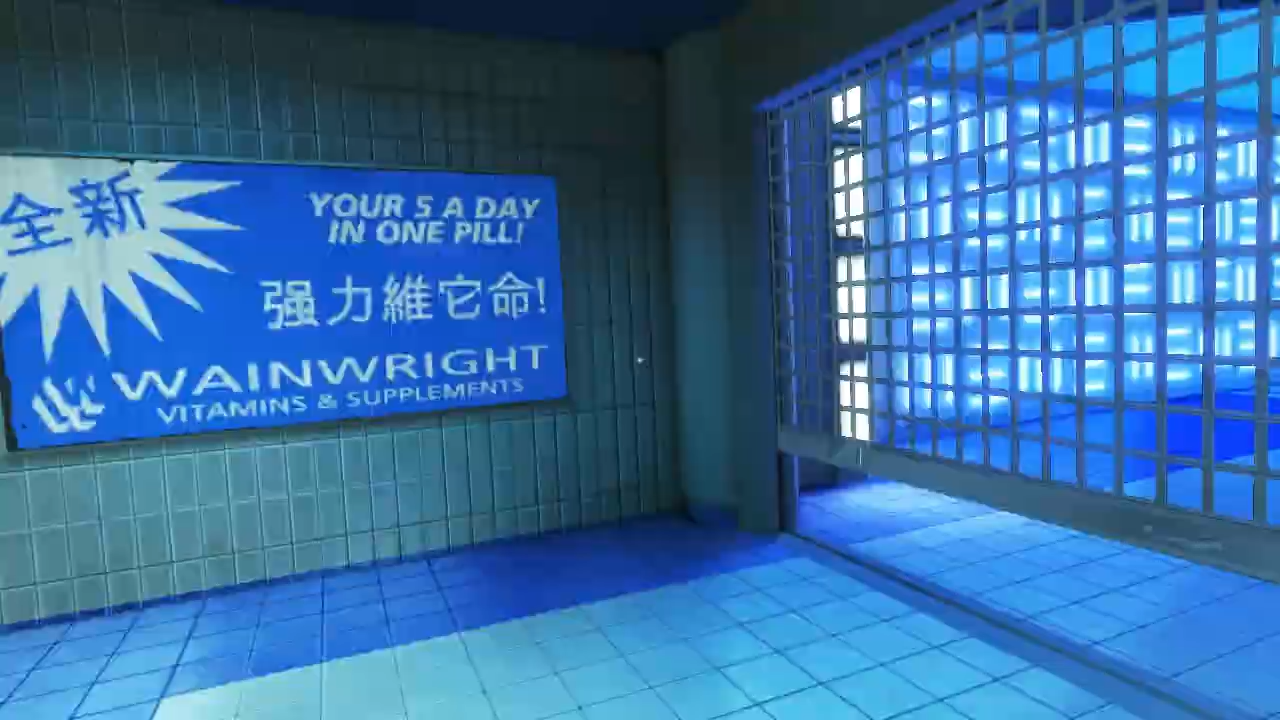 全新
YOUR 5 A DAY
IN ONE PILL!
强力維它命!
WAINWRIGHT
VITAMINS & SUPPLEMENTS